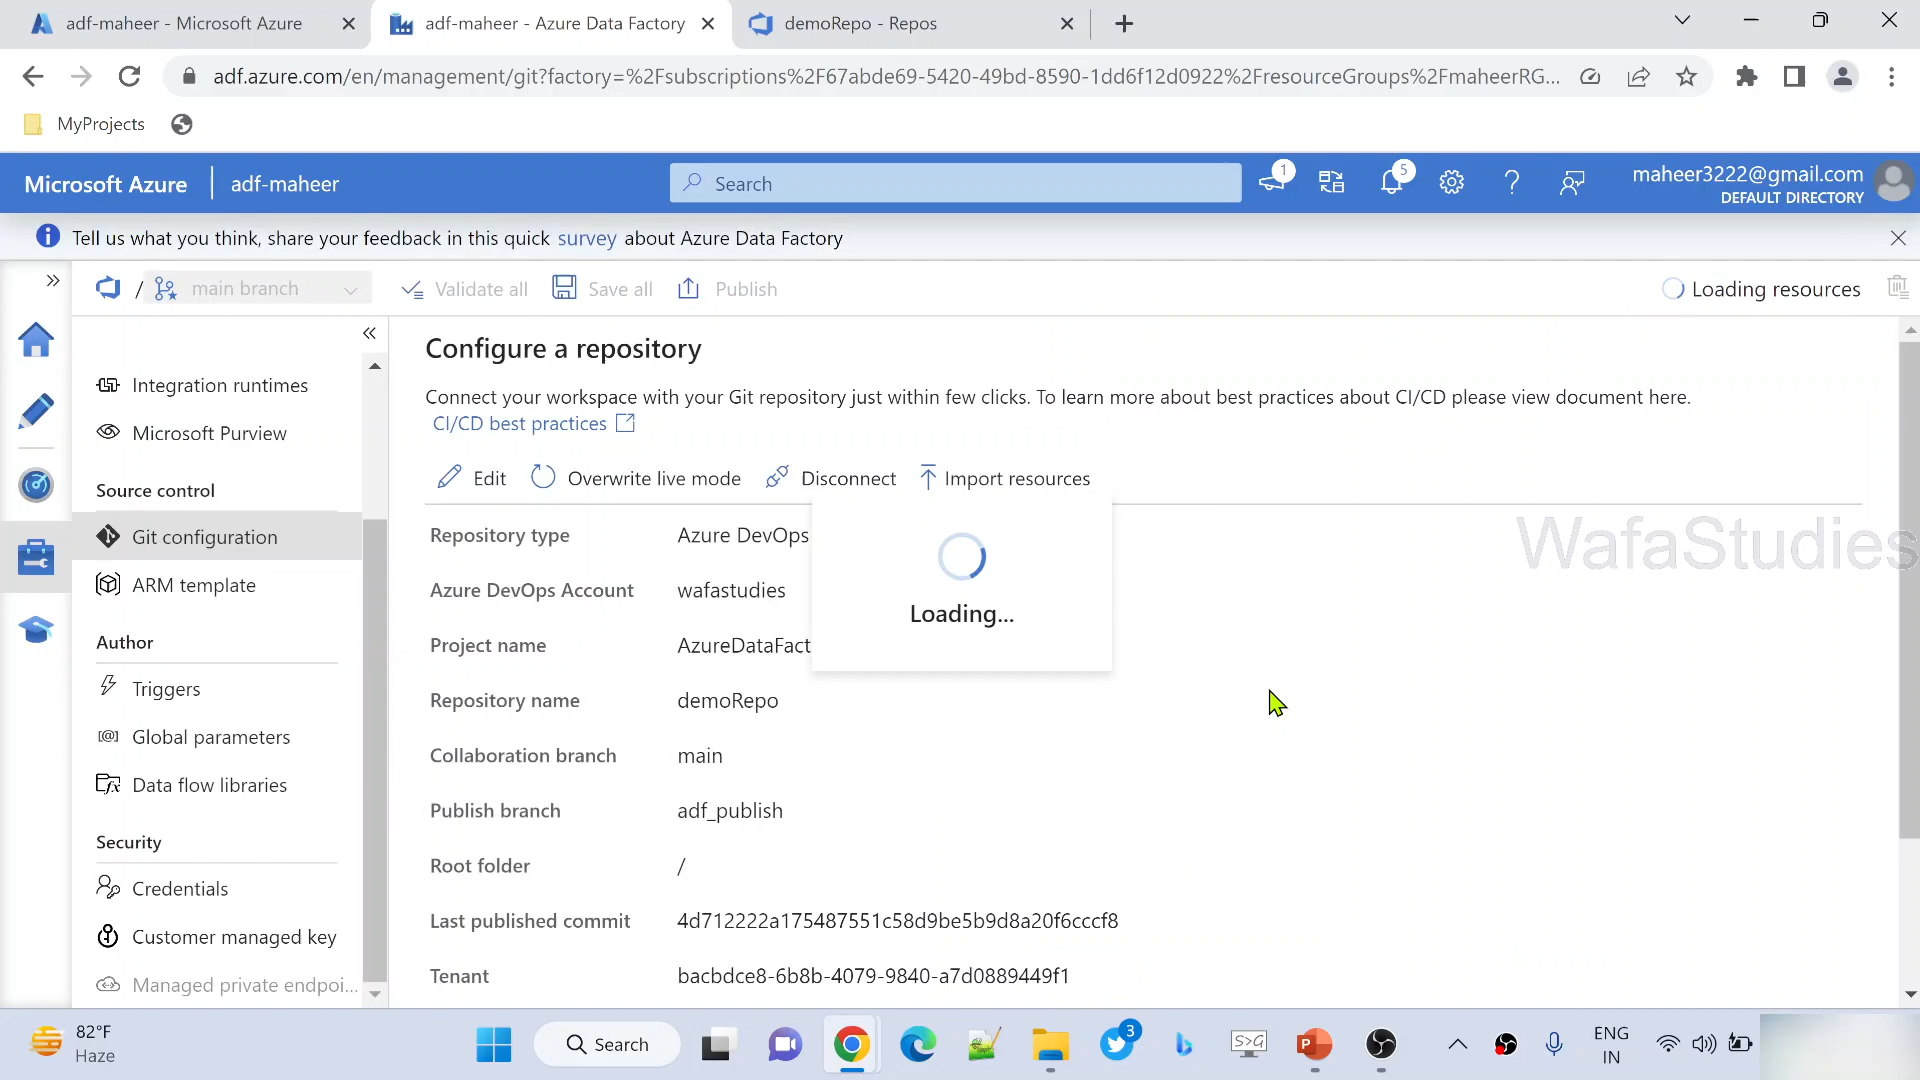 adf-maheer - Microsoft Azure
adf-maheer - Azure Data Factory
demoRepo - Repos
adf.azure.com/en/management/git?factory=%2Fsubscriptions%2F67abde69-5420-49bd-8590-1dd6f12d0922%2FresourceGroups%2FmaheerRG...
MyProjects
Microsoft Azure
adf-maheer
Search
1
5
maheer3222@gmail.com
DEFAULT DIRECTORY
Tell us what you think, share your feedback in this quick survey about Azure Data Factory
/
main branch
Validate all
Save all
Publish
Loading resources
Integration runtimes
Microsoft Purview
Source control
Git configuration
ARM template
Author
Triggers
Global parameters
Data flow libraries
Security
Credentials
Customer managed key
Managed private endpoi...
Configure a repository
Connect your workspace with your Git repository just within few clicks. To learn more about best practices about CI/CD please view document here.
CI/CD best practices
Edit
Overwrite live mode
Disconnect
Import resources
Repository type Azure DevOps
Azure DevOps Account wafastudies
Project name AzureDataFact
Repository name demoRepo
Collaboration branch main
Publish branch adf_publish
Root folder /
Last published commit 4d712222a175487551c58d9be5b9d8a20f6cccf8
Tenant bacbdce8-6b8b-4079-9840-a7d0889449f1
Loading...
WafaStudies
82°F
Haze
Search
3
S>G
P
ENG
IN